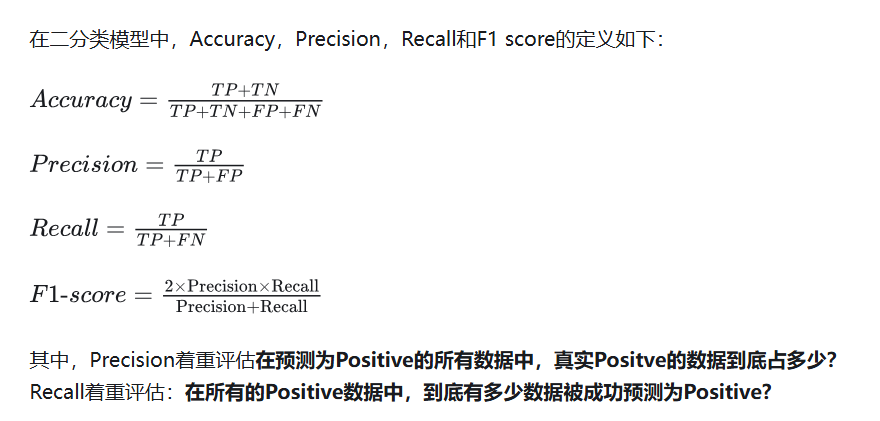 在二分类模型中，Accuracy，Precision，Recall和F1 score的定义如下：
Accuracy = \frac{TP+TN}{TP+TN+FP+FN}
Precision = \frac{TP}{TP+FP}
Recall = \frac{TP}{TP+FN}
F1-score = \frac{2×Precision×Recall}{Precision+Recall}
其中，Precision着重评估在预测为Positive的所有数据中，真实Positve的数据到底占多少？
Recall着重评估：在所有的Positive数据中，到底有多少数据被成功预测为Positive?